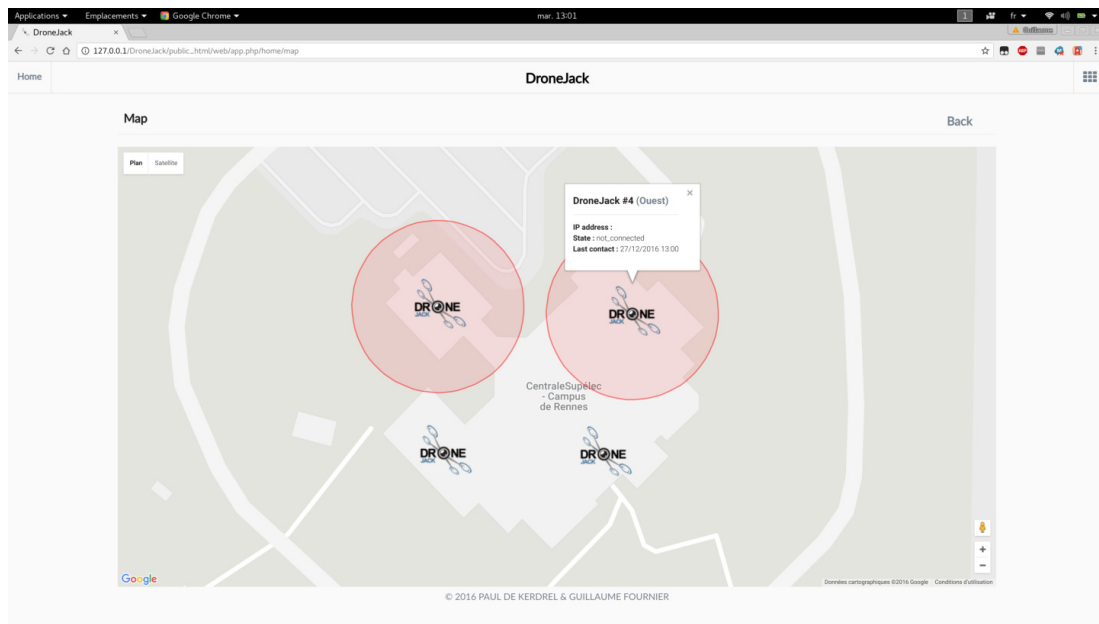 Applications Emplacements Google Chrome mar. 13:01 1 fr
DroneJack ×
127.0.0.1/DroneJack/public_html/web/app.php/home/map
Home DroneJack
Map Back
Plan Satellite
DroneJack #4 (Ouest) ×
IP address :
State : not_connected
Last contact : 27/12/2016 13:00
DRONE
JACK
DRONE
JACK
CentraleSupélec
- Campus
de Rennes
DRONE
JACK
DRONE
JACK
+
−
Google Données cartographiques ©2016 Google Conditions d'utilisation
© 2016 PAUL DE KERDREL & GUILLAUME FOURNIER